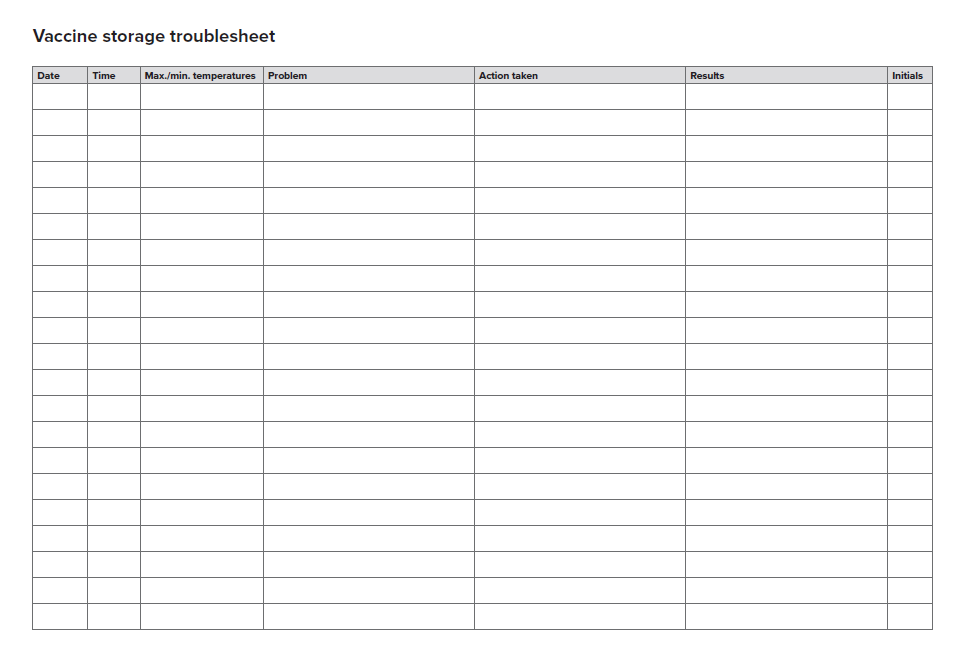 Vaccine storage troublesheet
Date Time Max./min. temperatures Problem Action taken Results Initials